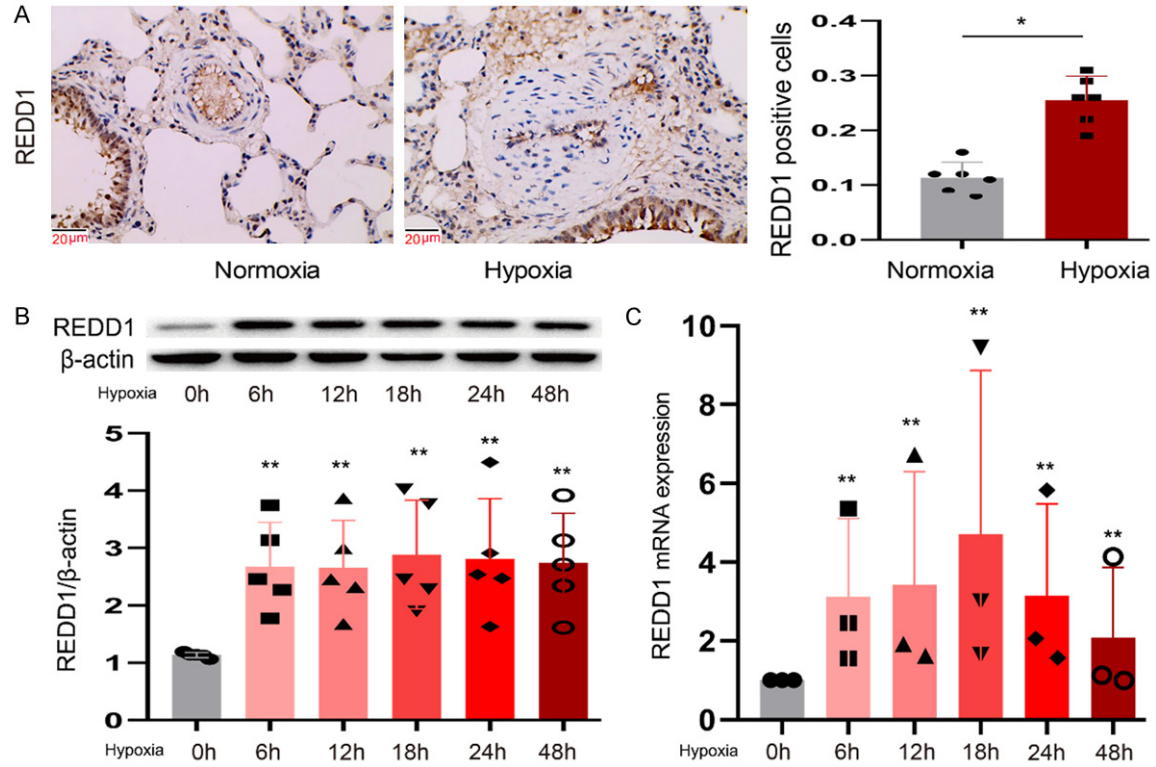 A
REDD1
20μm
20μm
Normoxia
Hypoxia
REDD1 positive cells
0.4
0.3
0.2
0.1
0.0
*
Normoxia
Hypoxia
B
REDD1
β-actin
Hypoxia 0h 6h 12h 18h 24h 48h
REDD1/β-actin
5
4
3
2
1
0
** ** ** ** **
Hypoxia 0h 6h 12h 18h 24h 48h
C
REDD1 mRNA expression
10
8
6
4
2
0
** ** ** ** **
Hypoxia 0h 6h 12h 18h 24h 48h